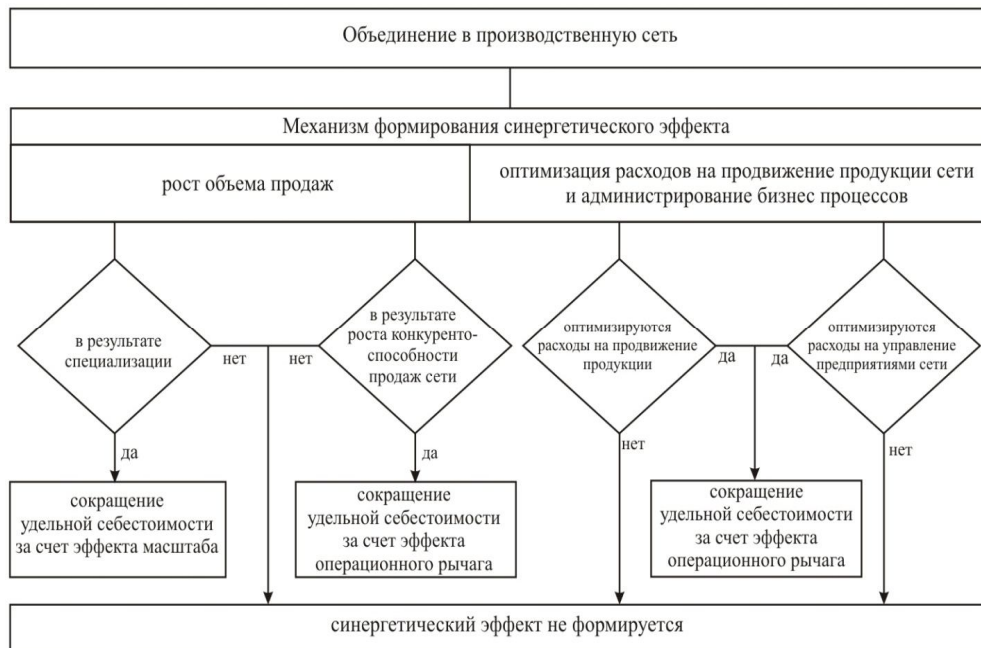 Объединение в производственную сеть
Механизм формирования синергетического эффекта
рост объема продаж
оптимизация расходов на продвижение продукции сети
и администрирование бизнес процессов
в результате
специализации
нет
нет
в результате
роста конкуренто-
способности
продаж сети
оптимизируются
расходы на продвижение
продукции
да
да
оптимизируются
расходы на управление
предприятиями сети
да
да
нет
нет
сокращение
удельной себестоимости
за счет эффекта масштаба
сокращение
удельной себестоимости
за счет эффекта
операционного рычага
сокращение
удельной себестоимости
за счет эффекта
операционного рычага
синергетический эффект не формируется